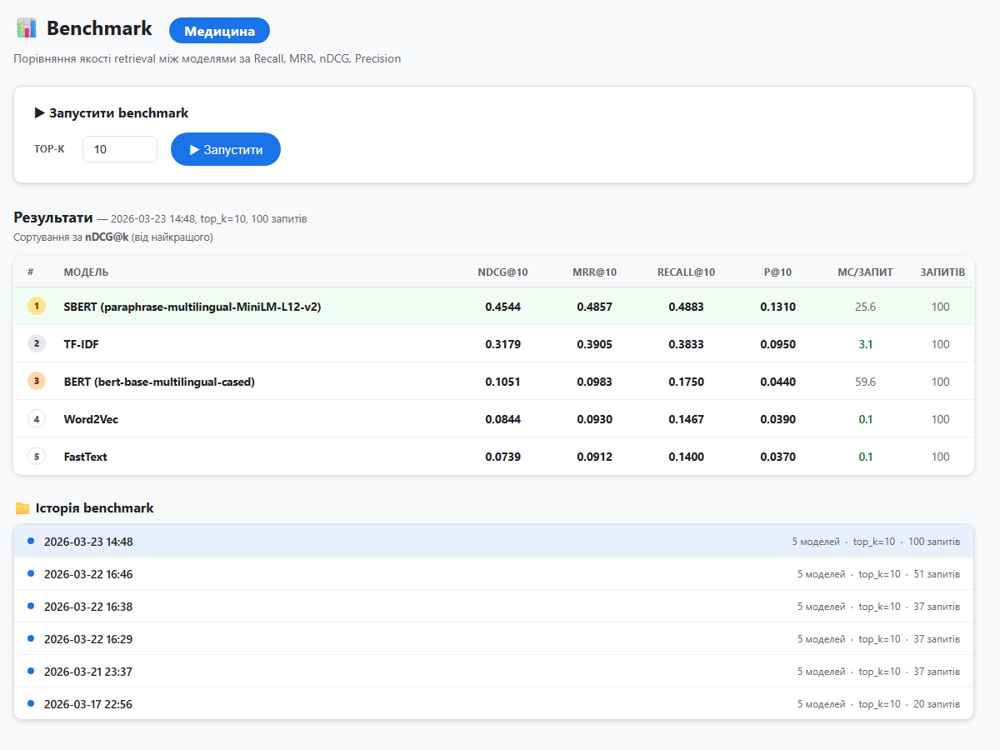 Benchmark Медицина
Порівняння якості retrieval між моделями за Recall, MRR, nDCG, Precision
▶ Запустити benchmark
TOP-K 10 ▶ Запустити
Результати — 2026-03-23 14:48, top_k=10, 100 запитів
Сортування за nDCG@k (від найкращого)
# МОДЕЛЬ NDCG@10 MRR@10 RECALL@10 P@10 МС/ЗАПИТ ЗАПИТІВ
1 SBERT (paraphrase-multilingual-MiniLM-L12-v2) 0.4544 0.4857 0.4883 0.1310 25.6 100
2 TF-IDF 0.3179 0.3905 0.3833 0.0950 3.1 100
3 BERT (bert-base-multilingual-cased) 0.1051 0.0983 0.1750 0.0440 59.6 100
4 Word2Vec 0.0844 0.0930 0.1467 0.0390 0.1 100
5 FastText 0.0739 0.0912 0.1400 0.0370 0.1 100
Історія benchmark
2026-03-23 14:48 5 моделей · top_k=10 · 100 запитів
2026-03-22 16:46 5 моделей · top_k=10 · 51 запитів
2026-03-22 16:38 5 моделей · top_k=10 · 37 запитів
2026-03-22 16:29 5 моделей · top_k=10 · 37 запитів
2026-03-21 23:37 5 моделей · top_k=10 · 37 запитів
2026-03-17 22:56 5 моделей · top_k=10 · 20 запитів